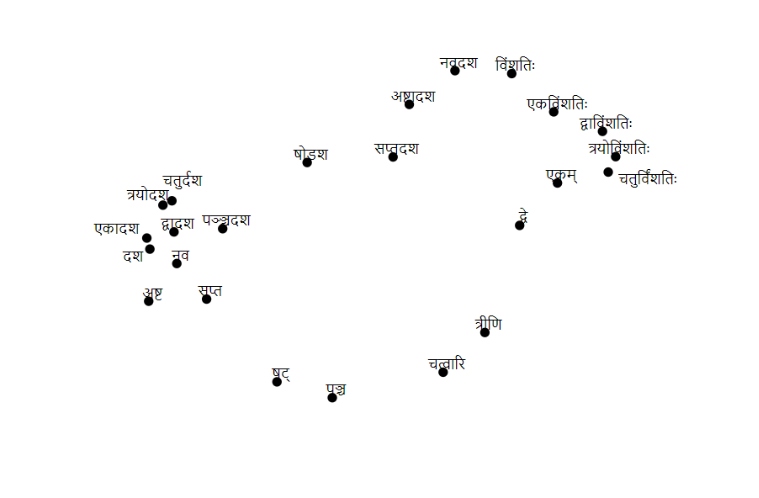 नवदश
विंशतिः
अष्टादश
एकविंशतिः
द्वाविंशतिः
सप्तदश
त्रयोविंशतिः
षोडश
एकम्
चतुर्विंशतिः
चतुर्दश
त्रयोदश
द्वे
पञ्चदश
द्वादश
एकादश
दश
नव
सप्त
अष्ट
त्रीणि
चत्वारि
षट्
पञ्च